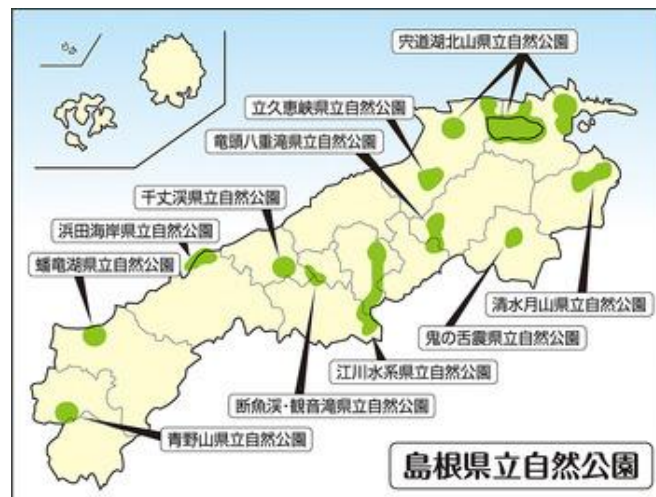 宍道湖北山県立自然公園
立久恵峡県立自然公園
竜頭八重滝県立自然公園
千丈渓県立自然公園
浜田海岸県立自然公園
蟠竜湖県立自然公園
清水月山県立自然公園
鬼の舌震県立自然公園
江川水系県立自然公園
断魚渓・観音滝県立自然公園
青野山県立自然公園
島根県立自然公園